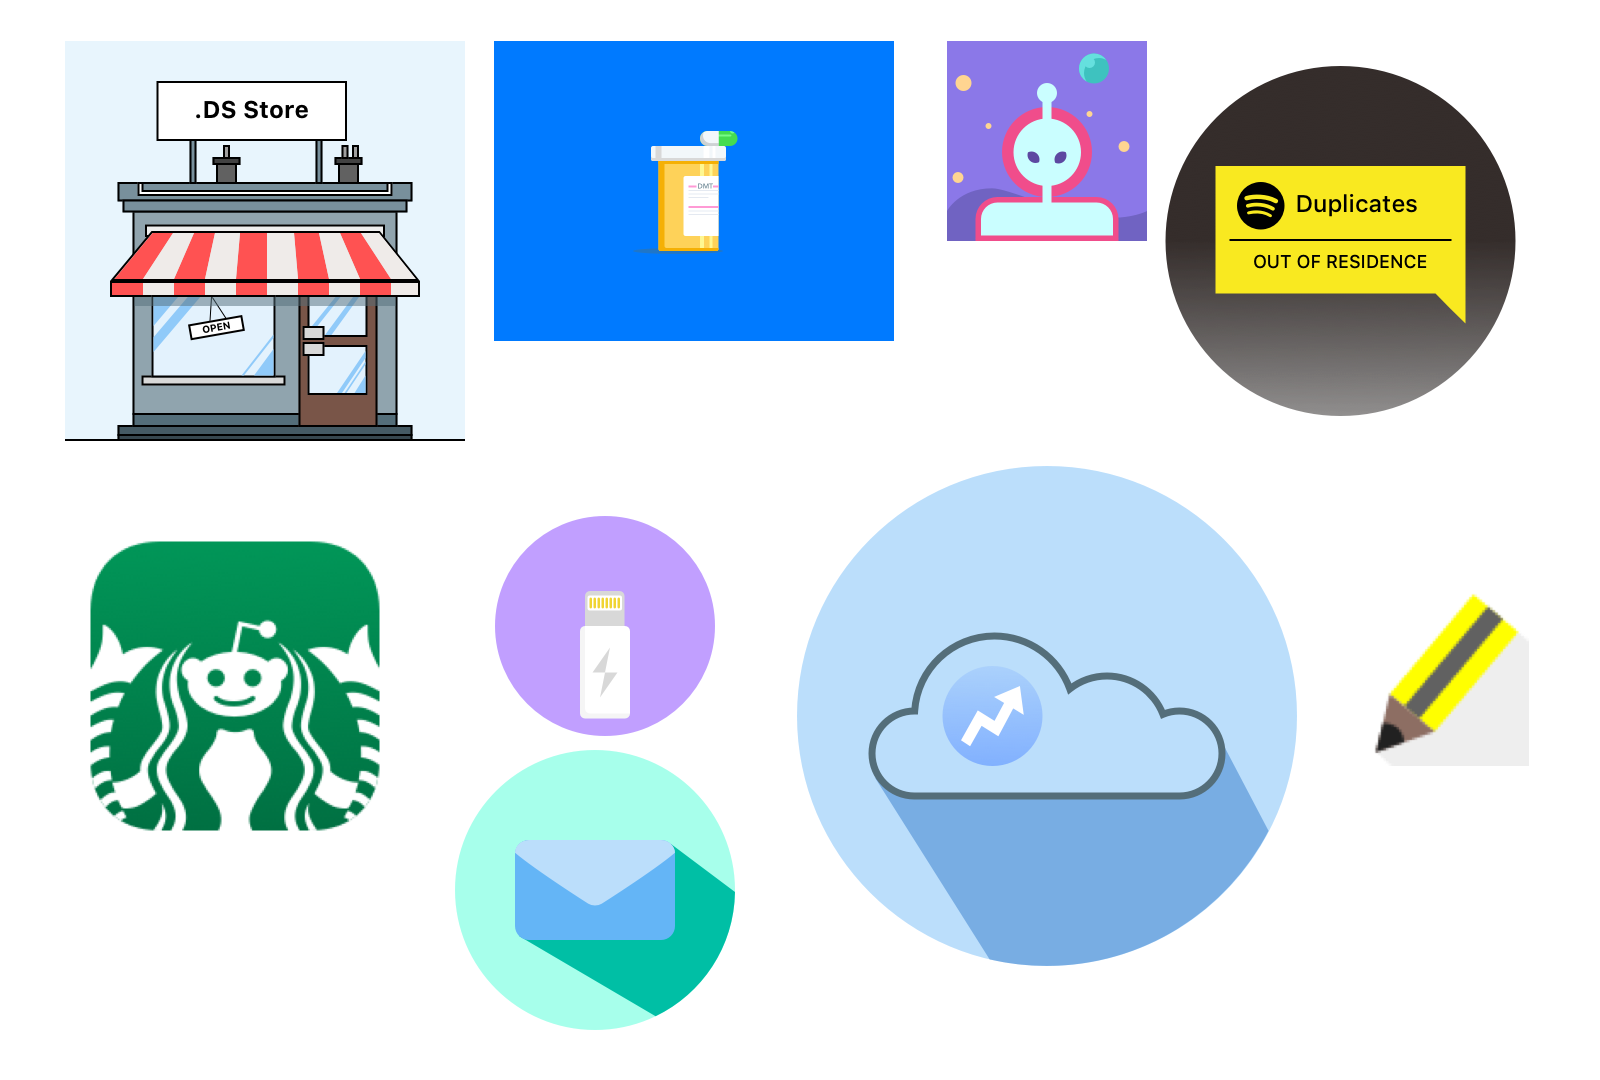 .DS Store
OPEN
DMT
Duplicates
OUT OF RESIDENCE